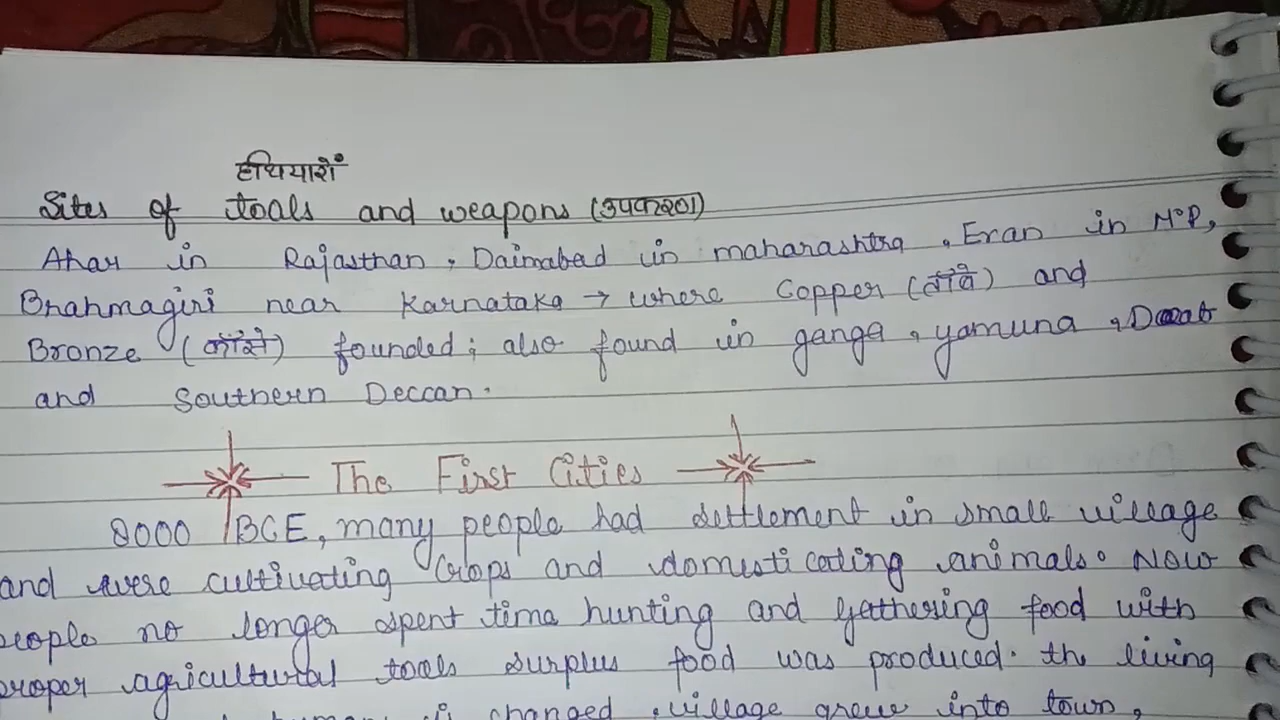 हथियारों
Sites of toals and weapons (उपकरण)
Ahar in Rajasthan, Daimabad in maharashtra, Eran in M.P,
Brahmagiri near Karnataka → where Copper (ताँबे) and
Bronze (काँसे) founded; also found in ganga, yamuna, Doab
and Southern Deccan.
The First Cities
8000 BCE, many people had settlement in small village
and were cultivating crops and domesticating animals. Now
people no longer spent time hunting and gathering food with
proper agricultural tools surplus food was produced. the living
is changed, village grew into town,